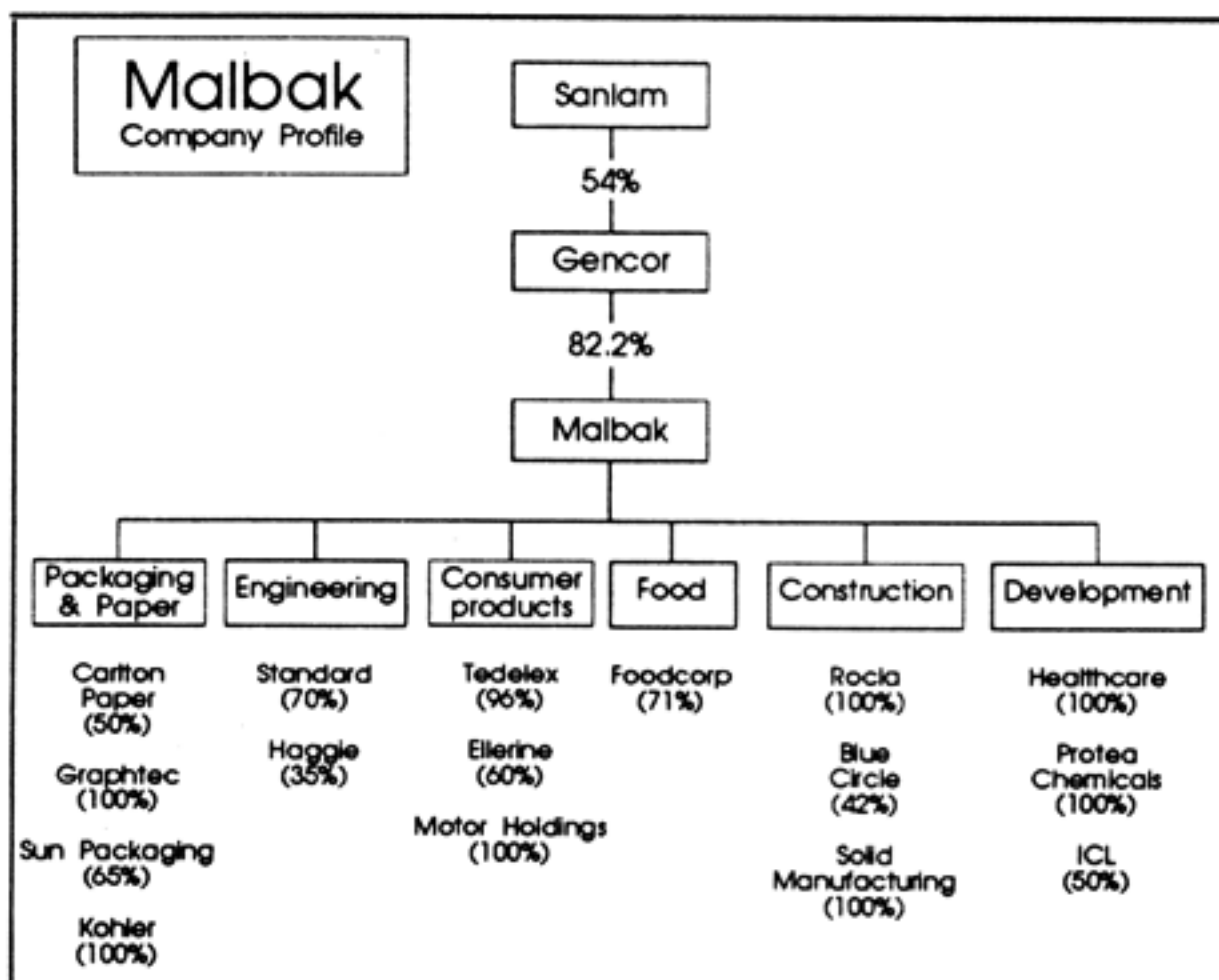 Malbak
Company Profile
Sanlam
54%
Gencor
82.2%
Malbak
Packaging
& Paper
Carlton
Paper
(50%)
Graphtec
(100%)
Sun Packaging
(65%)
Kohler
(100%)
Engineering
Standard
(70%)
Haggie
(35%)
Consumer
products
Tedelex
(96%)
Ellerine
(60%)
Motor Holdings
(100%)
Food
Foodcorp
(71%)
Construction
Rocla
(100%)
Blue
Circle
(42%)
Solid
Manufacturing
(100%)
Development
Healthcare
(100%)
Protea
Chemicals
(100%)
ICL
(50%)